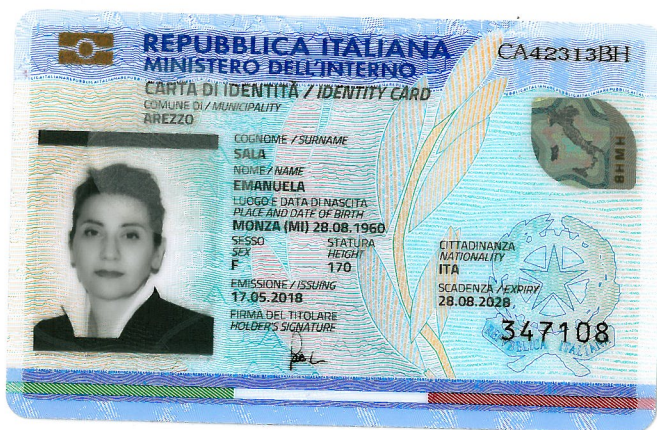 REPUBBLICA ITALIANA
MINISTERO DELL'INTERNO
CA42313BH
CARTA DI IDENTITÀ / IDENTITY CARD
COMUNE DI / MUNICIPALITY
AREZZO
COGNOME / SURNAME
SALA
NOME / NAME
EMANUELA
LUOGO E DATA DI NASCITA
PLACE AND DATE OF BIRTH
MONZA (MI) 28.08.1960
SESSO
SEX
F
STATURA
HEIGHT
170
CITTADINANZA
NATIONALITY
ITA
EMISSIONE / ISSUING
17.05.2018
SCADENZA / EXPIRY
28.08.2028
FIRMA DEL TITOLARE
HOLDER'S SIGNATURE
347108
REPUBBLICA ITALIANA